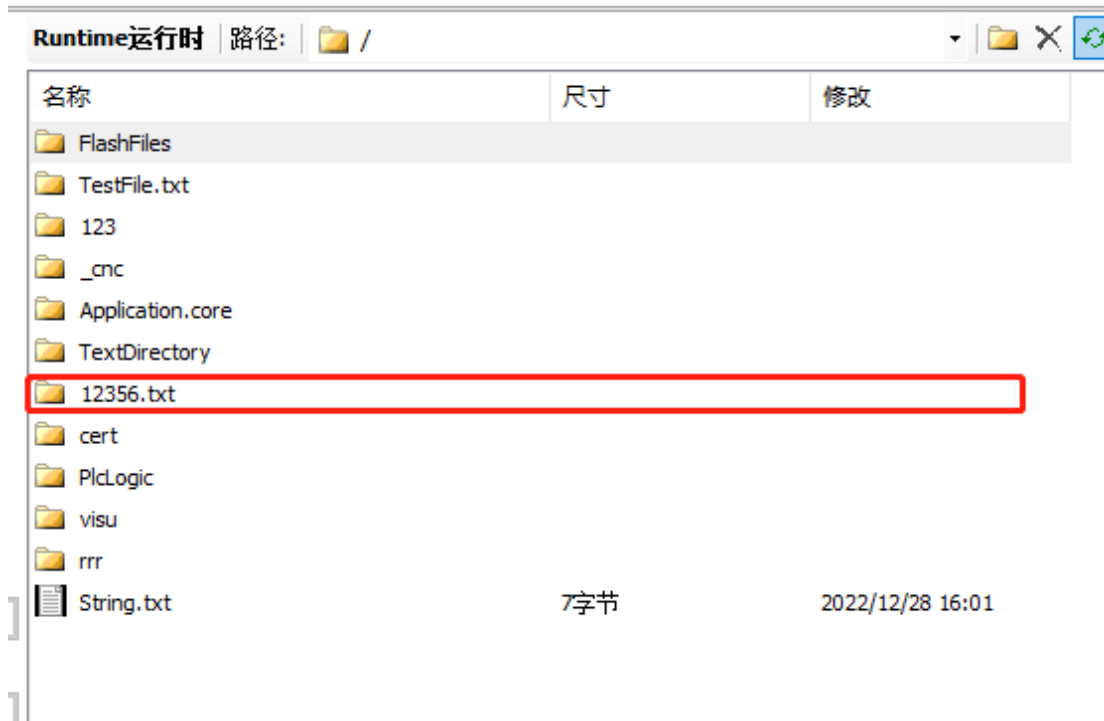 Runtime运行时 路径: /
名称 尺寸 修改
FlashFiles
TestFile.txt
123
_cnc
Application.core
TextDirectory
12356.txt
cert
PlcLogic
visu
rrr
String.txt 7字节 2022/12/28 16:01